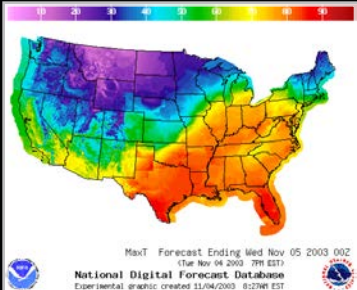 10 20 30 40 50 60 70 80 90
MaxT Forecast Ending Wed Nov 05 2003 00Z
(Tue Nov 04 2003 7PM EST)
National Digital Forecast Database
Experimental graphic created 11/04/2003 8:27AM EST